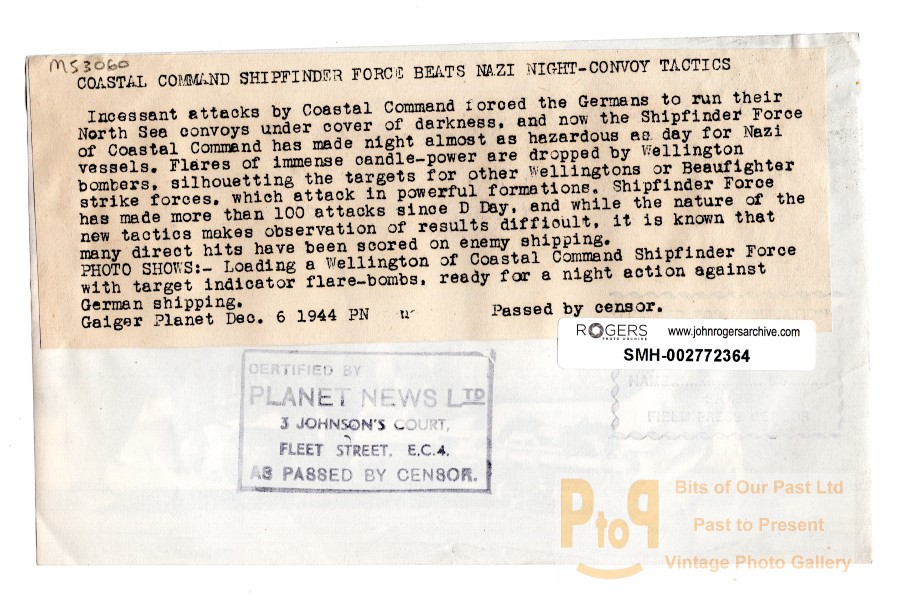 MS3060
COASTAL COMMAND SHIPFINDER FORCE BEATS NAZI NIGHT-CONVOY TACTICS
Incessant attacks by Coastal Command forced the Germans to run their
North Sea convoys under cover of darkness, and now the Shipfinder Force
of Coastal Command has made night almost as hazardous as day for Nazi
vessels. Flares of immense candle-power are dropped by Wellington
bombers, silhouetting the targets for other Wellingtons or Beaufighter
strike forces, which attack in powerful formations. Shipfinder Force
has made more than 100 attacks since D Day, and while the nature of the
new tactics makes observation of results difficult, it is known that
many direct hits have been scored on enemy shipping.
PHOTO SHOWS:- Loading a Wellington of Coastal Command Shipfinder Force
with target indicator flare-bombs, ready for a night action against
German shipping.
Gaiger Planet Dec. 6 1944 PN Passed by censor.
ROGERS
PHOTO ARCHIVE
www.johnrogersarchive.com
SMH-002772364
NAME
FIELD PRESS
CERTIFIED BY
PLANET NEWS LTD
3 JOHNSON'S COURT,
FLEET STREET, E.C.4.
AS PASSED BY CENSOR.
PtoP
Bits of Our Past Ltd
Past to Present
Vintage Photo Gallery